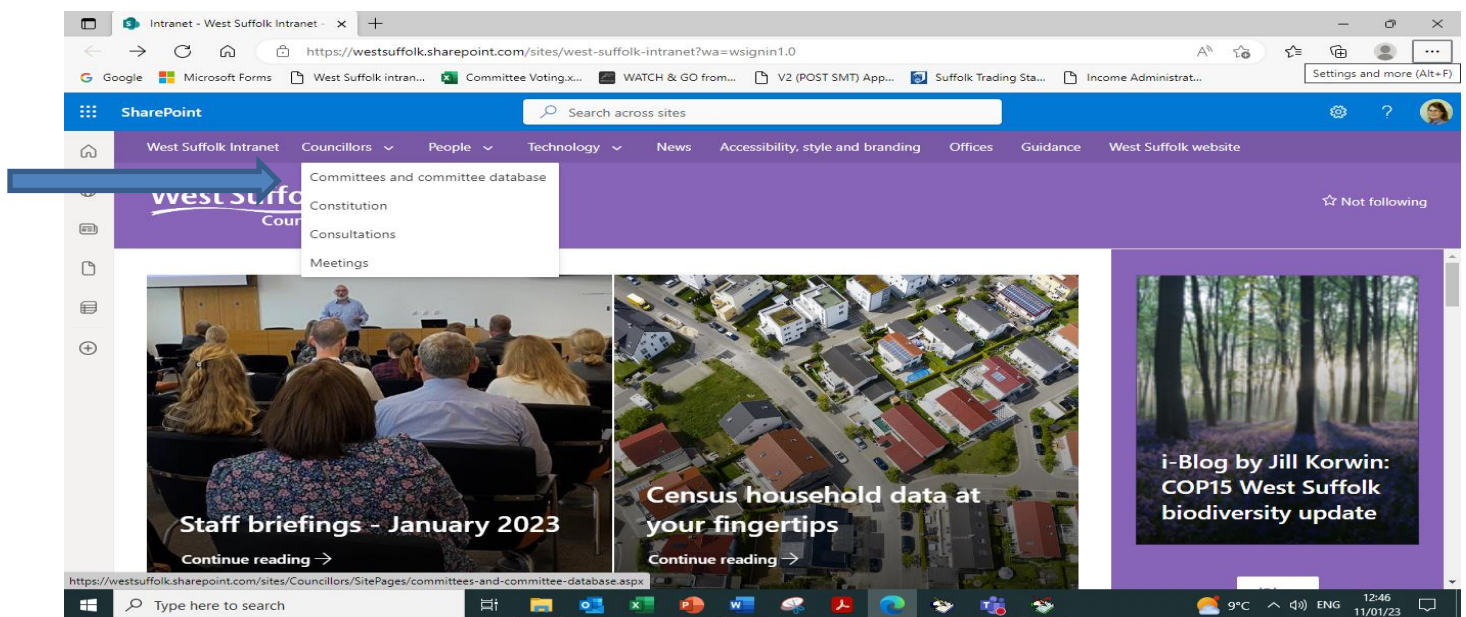 Intranet - West Suffolk Intranet -
https://westsuffolk.sharepoint.com/sites/west-suffolk-intranet?wa=wsignin1.0
Google Microsoft Forms West Suffolk intran... Committee Voting.x... WATCH & GO from... V2 (POST SMT) App... Suffolk Trading Sta... Income Administrat...
Settings and more (Alt+F)
SharePoint
Search across sites
?
West Suffolk Intranet Councillors People Technology News Accessibility, style and branding Offices Guidance West Suffolk website
Committees and committee database
Constitution
Consultations
Meetings
West Suffo
Cour
Not following
Staff briefings - January 2023
Continue reading →
Census household data at
your fingertips
Continue reading →
i-Blog by Jill Korwin:
COP15 West Suffolk
biodiversity update
https://westsuffolk.sharepoint.com/sites/Councillors/SitePages/committees-and-committee-database.aspx
Type here to search
9°C ENG 12:46
11/01/23